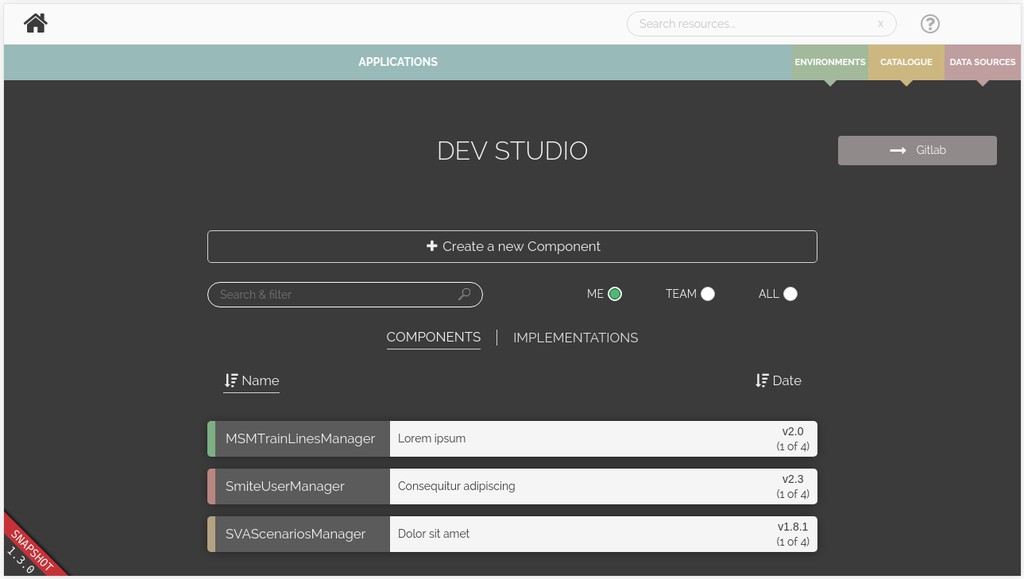 Search resources... x ?
APPLICATIONS ENVIRONMENTS CATALOGUE DATA SOURCES
DEV STUDIO
Gitlab
Create a new Component
Search & filter
ME TEAM ALL
COMPONENTS | IMPLEMENTATIONS
Name Date
MSMTrainLinesManager Lorem ipsum v2.0
(1 of 4)
SmiteUserManager Consequitur adipiscing v2.3
(1 of 4)
SVAScenariosManager Dolor sit amet v1.8.1
(1 of 4)
SNAPSHOT
1.3.0